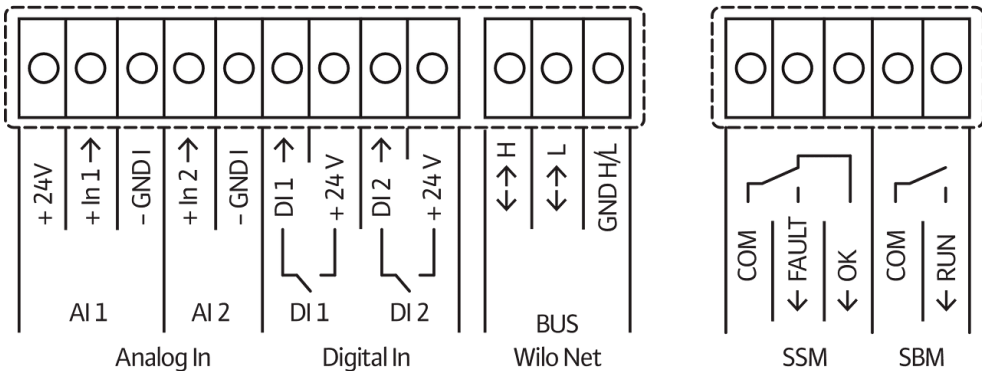 + 24V
+ In 1 →
- GND I
+ In 2 →
- GND I
DI 1 →
+ 24 V
DI 2 →
+ 24 V
<--> H
<--> L
GND H/L
COM
← FAULT
← OK
COM
← RUN
AI 1
AI 2
DI 1
DI 2
BUS
Analog In
Digital In
Wilo Net
SSM
SBM